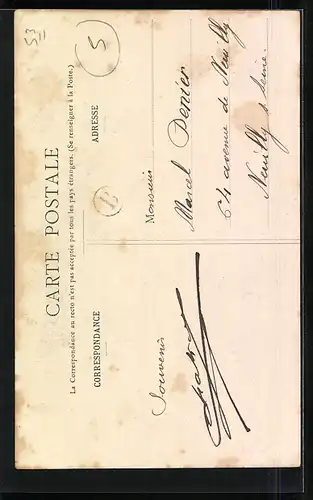 53
5
CARTE POSTALE
La Correspondance au recto n'est pas acceptée par tous les pays étrangers. (Se renseigner à la Poste.)
CORRESPONDANCE
ADRESSE
E
Souvenir
Monsieur
Marcel Denier
64 avenue de Neuilly
Neuilly s Seine.